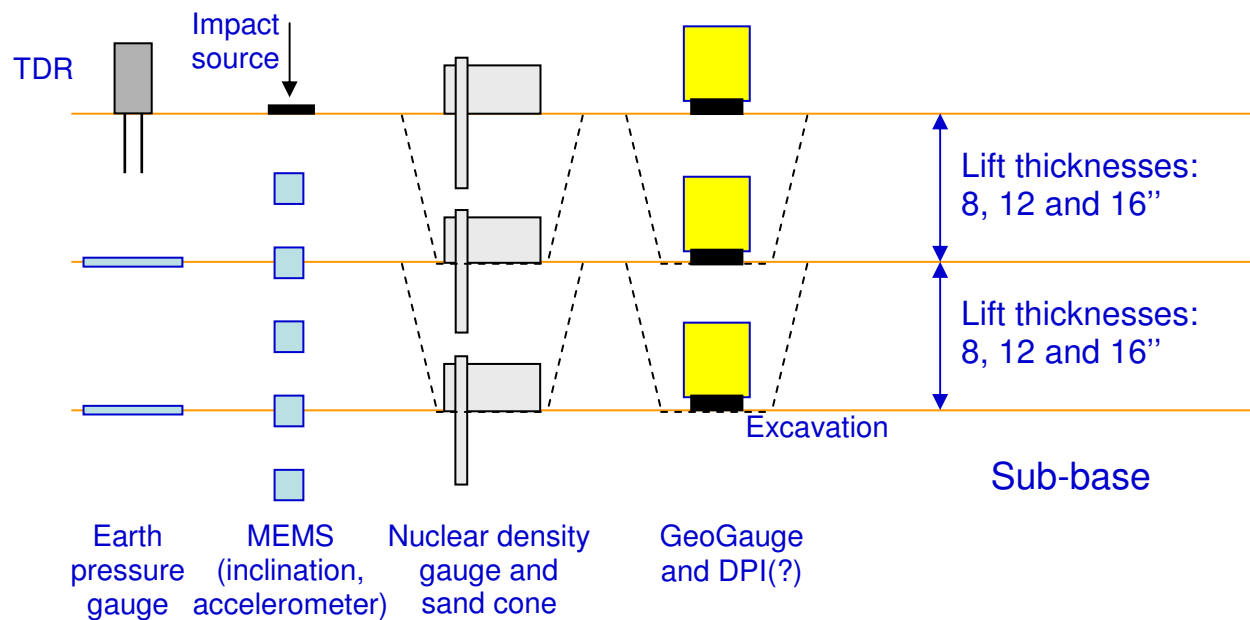 Impact
source
TDR
Lift thicknesses:
8, 12 and 16’’
Lift thicknesses:
8, 12 and 16’’
Excavation
Sub-base
Earth
pressure
gauge
MEMS
(inclination,
accelerometer)
Nuclear density
gauge and
sand cone
GeoGauge
and DPI(?)